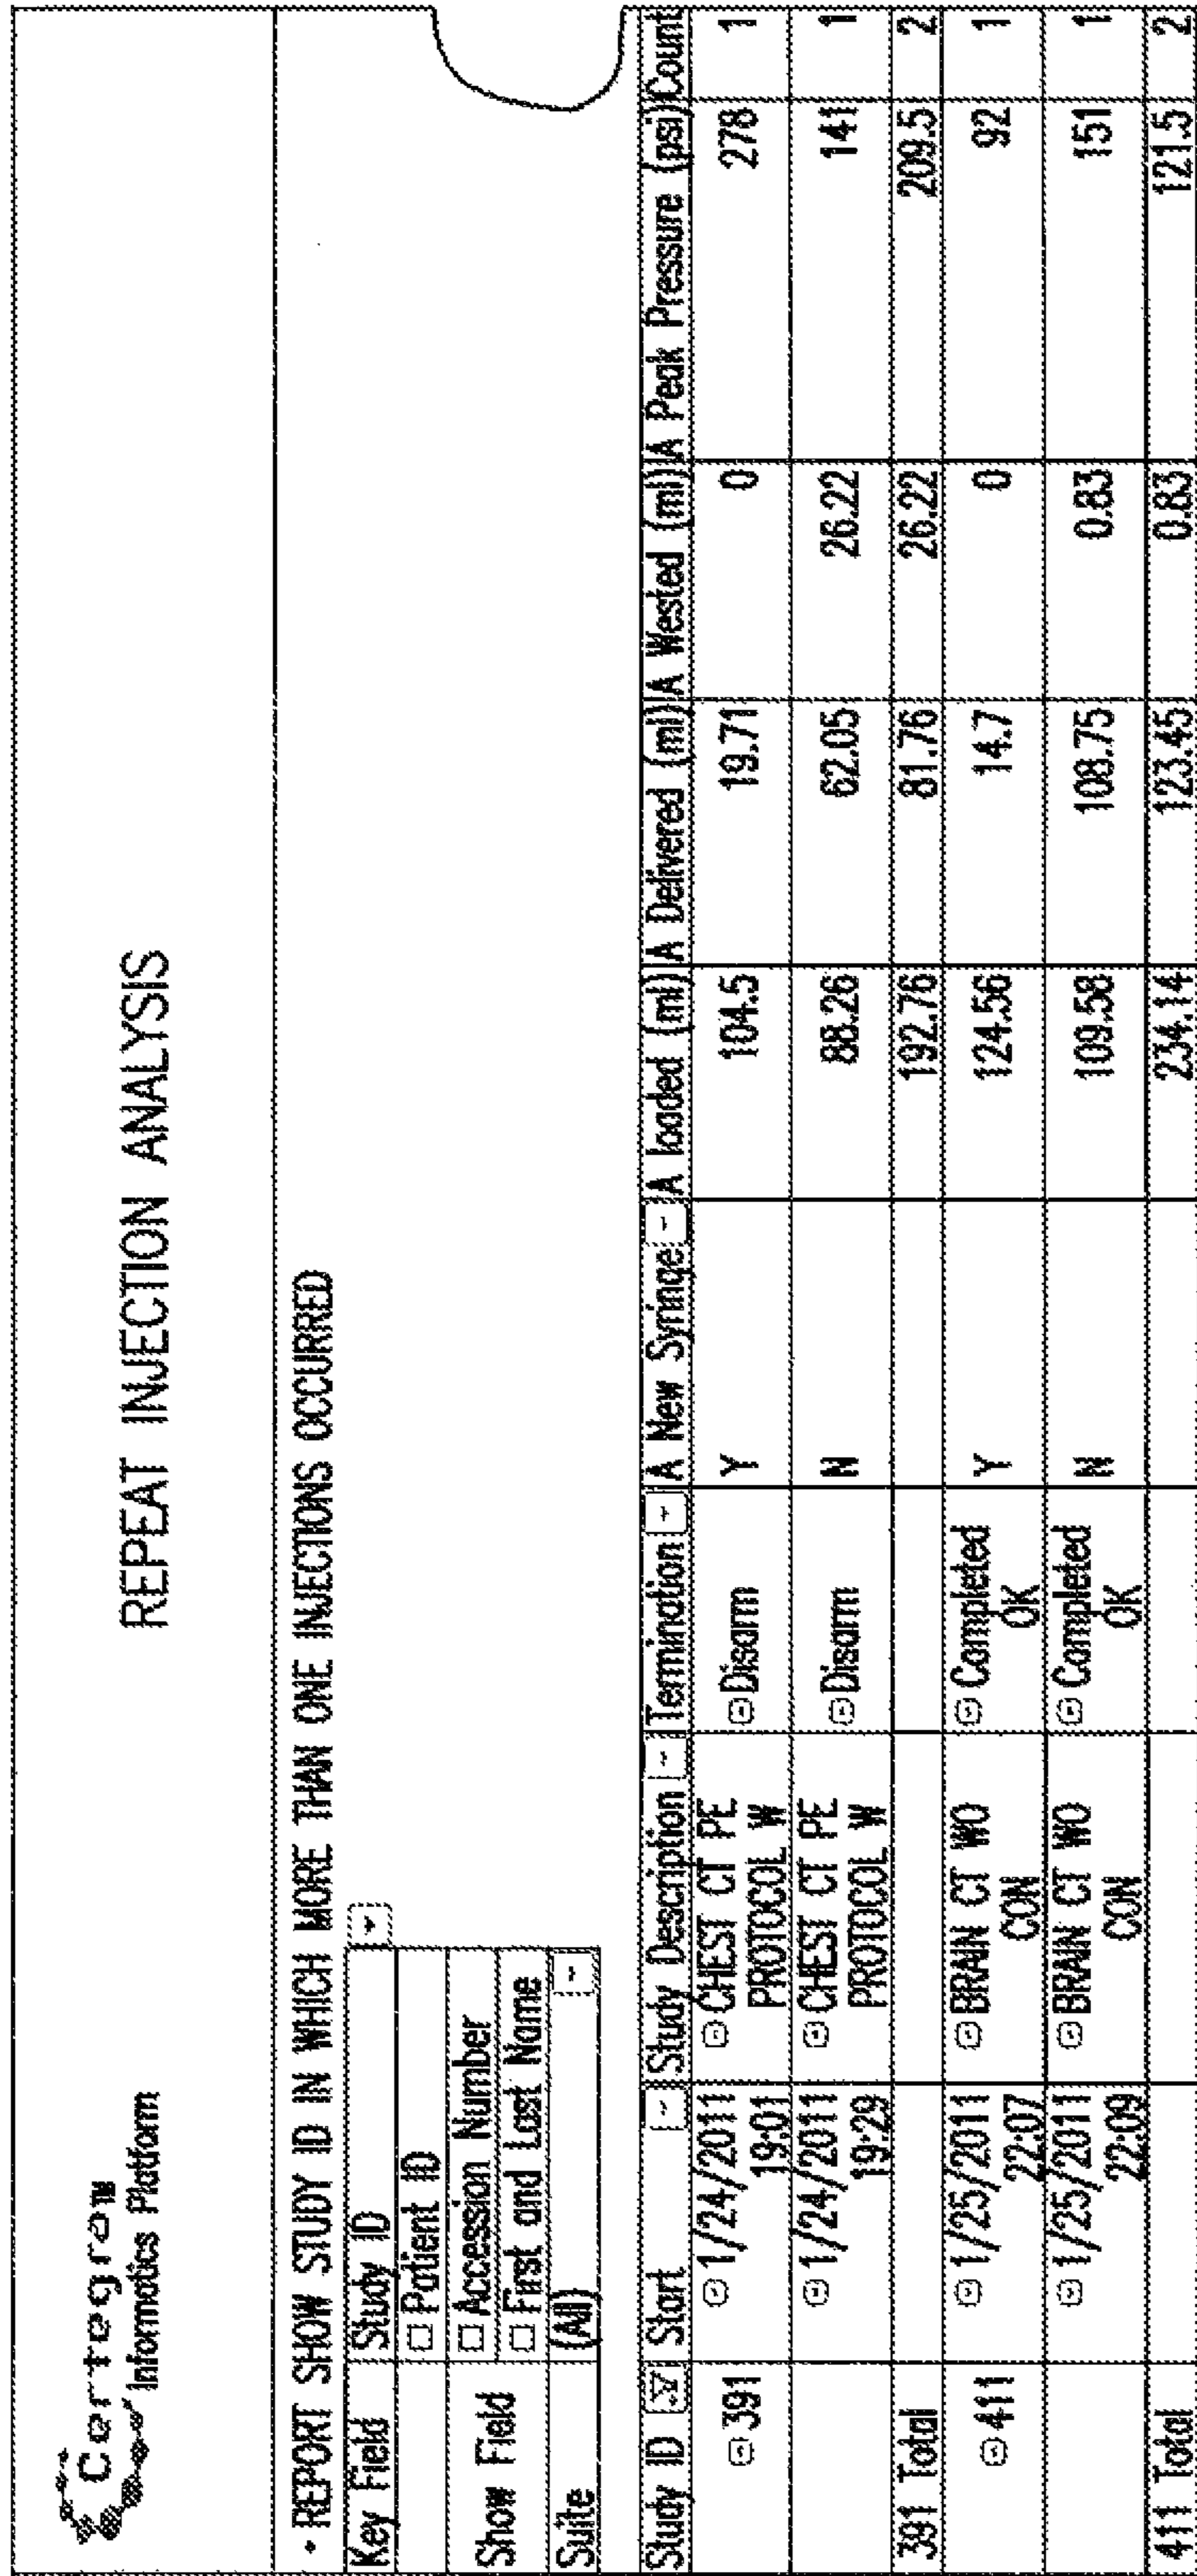 Certegra™
Informatics Platform
REPEAT INJECTION ANALYSIS
• REPORT SHOW STUDY ID IN WHICH MORE THAN ONE INJECTIONS OCCURRED
Key Field Study ID
Show Field
Patient ID
Accession Number
First and Last Name
Suite (All)
Study ID Start Study Description Termination A New Syringe A loaded (ml) A Delivered (ml) A Wested (ml) A Peak Pressure (psi) Count
391 1/24/2011 CHEST CT PE Disarm Y 104.5 19.71 0 278 1
19:01 PROTOCOL W
1/24/2011 CHEST CT PE Disarm N 88.26 62.05 26.22 141 1
19:29 PROTOCOL W
391 Total 192.76 81.76 26.22 209.5 2
411 1/25/2011 BRAIN CT WO Completed Y 124.56 14.7 0 92 1
22:07 CON OK
1/25/2011 BRAIN CT WO Completed N 109.58 108.75 0.83 151 1
22:09 CON OK
411 Total 234.14 123.45 0.83 121.5 2